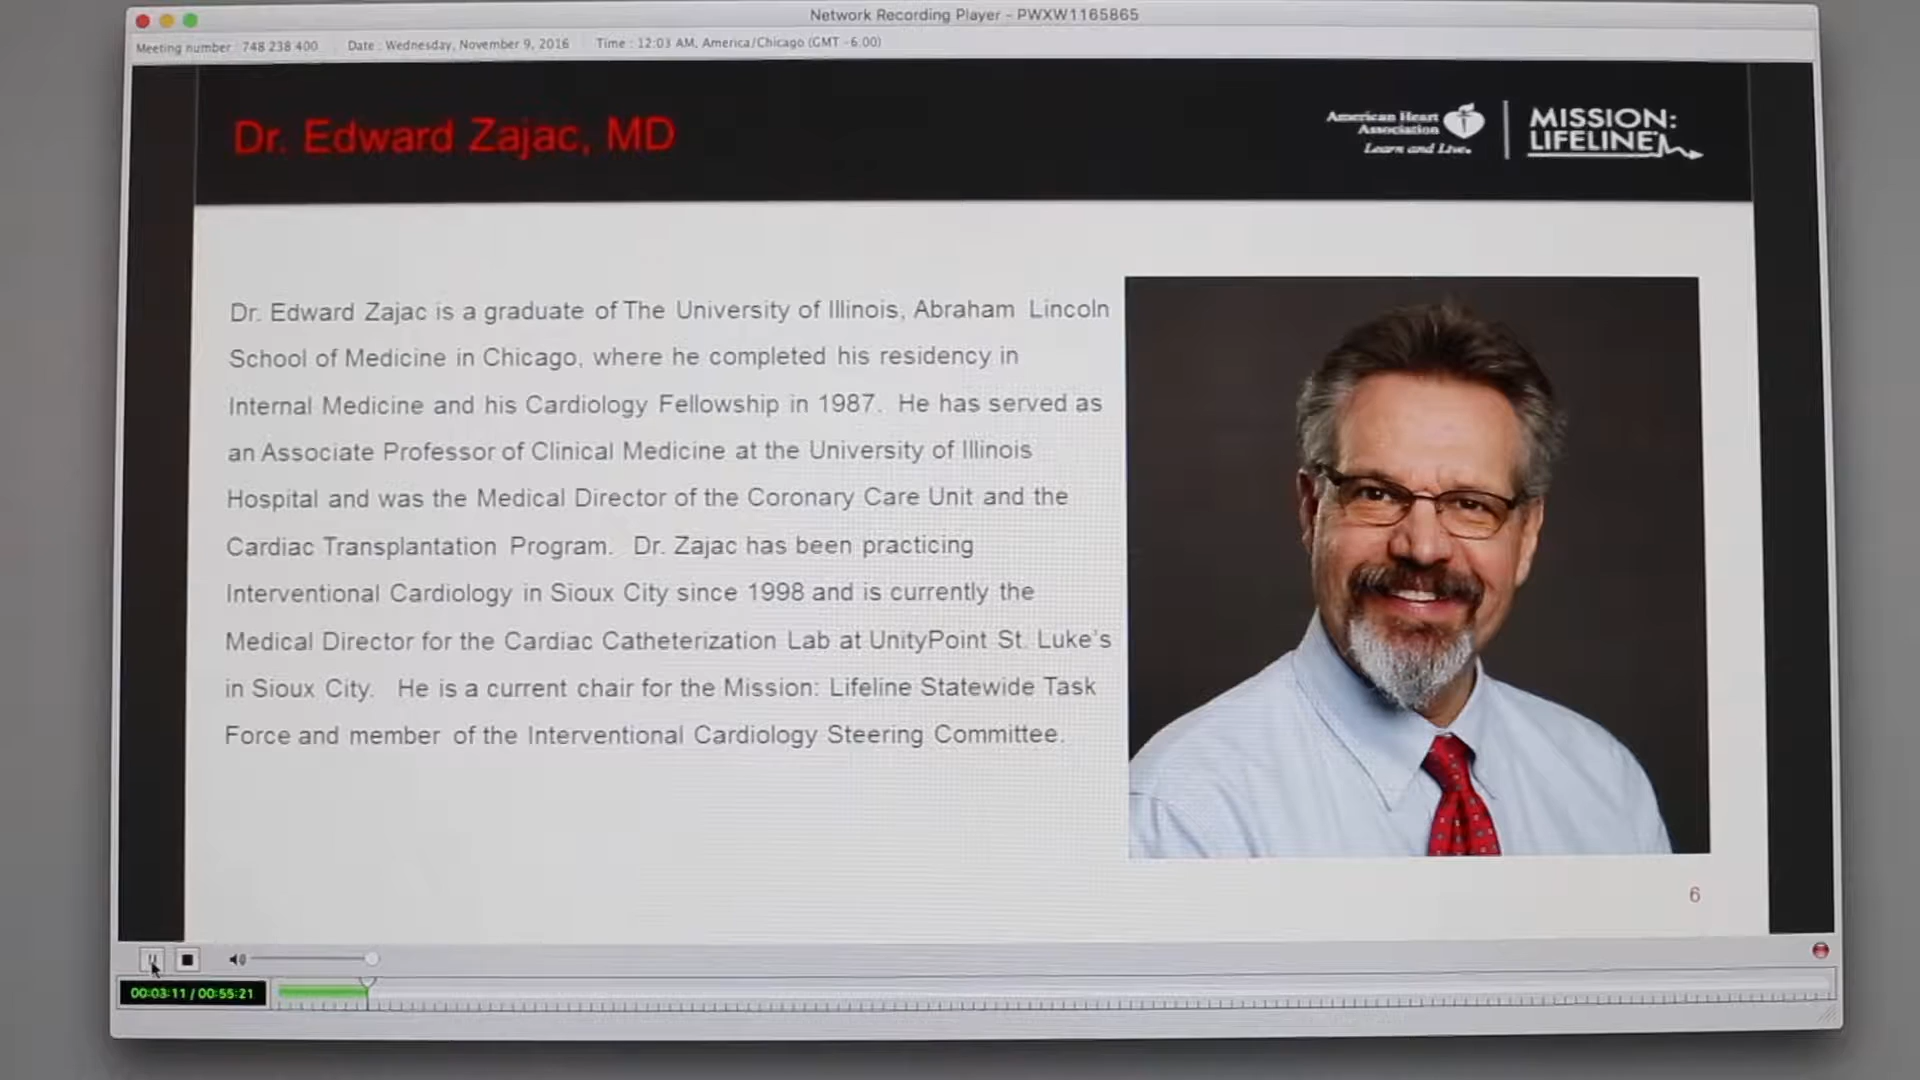 Network Recording Player - PWXW1165865
Meeting number : 748 238 400 Date : Wednesday, November 9, 2016 Time : 12:03 AM, America/Chicago (GMT -6:00)
Dr. Edward Zajac, MD
American Heart
Association
Learn and Live.
MISSION:
LIFELINE
Dr. Edward Zajac is a graduate of The University of Illinois, Abraham Lincoln
School of Medicine in Chicago, where he completed his residency in
Internal Medicine and his Cardiology Fellowship in 1987. He has served as
an Associate Professor of Clinical Medicine at the University of Illinois
Hospital and was the Medical Director of the Coronary Care Unit and the
Cardiac Transplantation Program. Dr. Zajac has been practicing
Interventional Cardiology in Sioux City since 1998 and is currently the
Medical Director for the Cardiac Catheterization Lab at UnityPoint St. Luke's
in Sioux City. He is a current chair for the Mission: Lifeline Statewide Task
Force and member of the Interventional Cardiology Steering Committee.
6
00:03:11 / 00:55:21